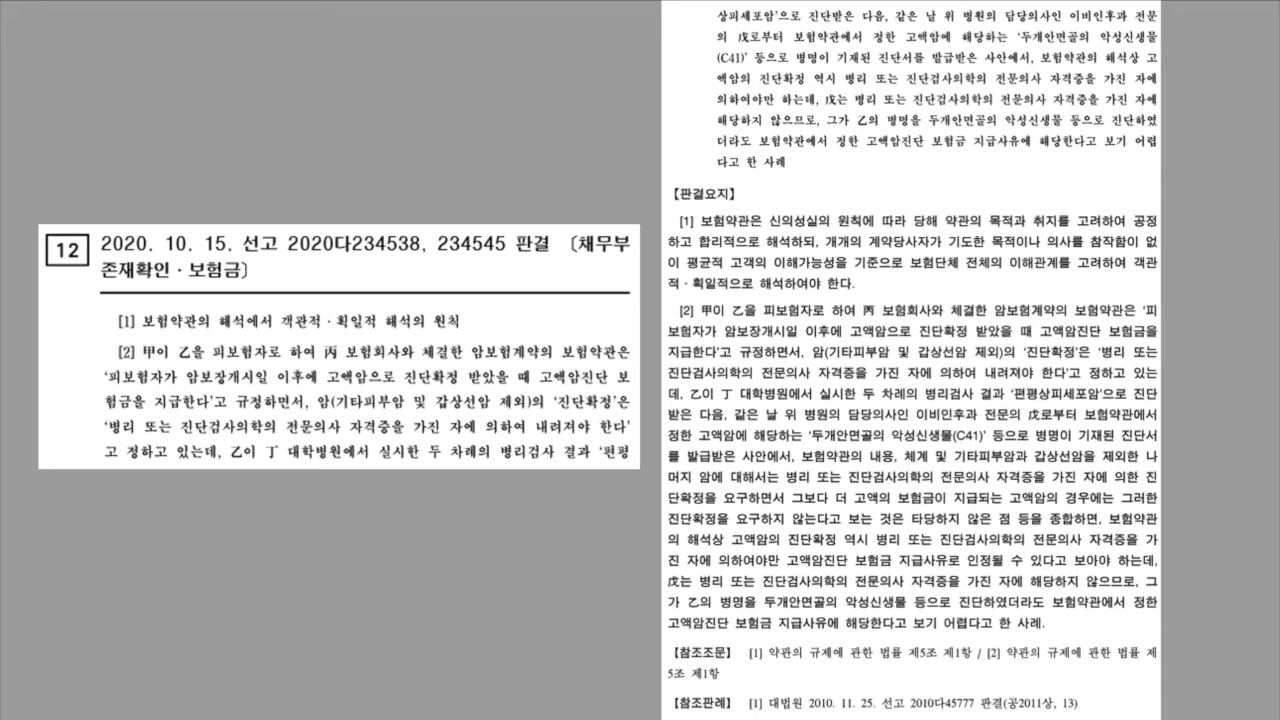 12
2020. 10. 15. 선고 2020다234538, 234545 판결 〔채무부
존재확인·보험금〕
[1] 보험약관의 해석에서 객관적·획일적 해석의 원칙
[2] 甲이 乙을 피보험자로 하여 丙 보험회사와 체결한 암보험계약의 보험약관은
‘피보험자가 암보장개시일 이후에 고액암으로 진단확정 받았을 때 고액암진단 보
험금을 지급한다’고 규정하면서, 암(기타피부암 및 갑상선암 제외)의 ‘진단확정’은
‘병리 또는 진단검사의학의 전문의사 자격증을 가진 자에 의하여 내려져야 한다’
고 정하고 있는데, 乙이 丁 대학병원에서 실시한 두 차례의 병리검사 결과 ‘편평
상피세포암’으로 진단받은 다음, 같은 날 위 병원의 담당의사인 이비인후과 전문
의 戊로부터 보험약관에서 정한 고액암에 해당하는 ‘두개안면골의 악성신생물
(C41)’ 등으로 병명이 기재된 진단서를 발급받은 사안에서, 보험약관의 해석상 고
액암의 진단확정 역시 병리 또는 진단검사의학의 전문의사 자격증을 가진 자에
의하여야만 하는데, 戊는 병리 또는 진단검사의학의 전문의사 자격증을 가진 자에
해당하지 않으므로, 그가 乙의 병명을 두개안면골의 악성신생물 등으로 진단하였
더라도 보험약관에서 정한 고액암진단 보험금 지급사유에 해당한다고 보기 어렵
다고 한 사례
【판결요지】
[1] 보험약관은 신의성실의 원칙에 따라 당해 약관의 목적과 취지를 고려하여 공정
하고 합리적으로 해석하되, 개개의 계약당사자가 기도한 목적이나 의사를 참작함이 없
이 평균적 고객의 이해가능성을 기준으로 보험단체 전체의 이해관계를 고려하여 객관
적·획일적으로 해석하여야 한다.
[2] 甲이 乙을 피보험자로 하여 丙 보험회사와 체결한 암보험계약의 보험약관은 ‘피
보험자가 암보장개시일 이후에 고액암으로 진단확정 받았을 때 고액암진단 보험금을
지급한다’고 규정하면서, 암(기타피부암 및 갑상선암 제외)의 ‘진단확정’은 ‘병리 또는
진단검사의학의 전문의사 자격증을 가진 자에 의하여 내려져야 한다’고 정하고 있는
데, 乙이 丁 대학병원에서 실시한 두 차례의 병리검사 결과 ‘편평상피세포암’으로 진단
받은 다음, 같은 날 위 병원의 담당의사인 이비인후과 전문의 戊로부터 보험약관에서
정한 고액암에 해당하는 ‘두개안면골의 악성신생물(C41)’ 등으로 병명이 기재된 진단서
를 발급받은 사안에서, 보험약관의 내용, 체계 및 기타피부암과 갑상선암을 제외한 나
머지 암에 대해서는 병리 또는 진단검사의학의 전문의사 자격증을 가진 자에 의한 진
단확정을 요구하면서 그보다 더 고액의 보험금이 지급되는 고액암의 경우에는 그러한
진단확정을 요구하지 않는다고 보는 것은 타당하지 않은 점 등을 종합하면, 보험약관
의 해석상 고액암의 진단확정 역시 병리 또는 진단검사의학의 전문의사 자격증을 가
진 자에 의하여야만 고액암진단 보험금 지급사유로 인정될 수 있다고 보아야 하는데,
戊는 병리 또는 진단검사의학의 전문의사 자격증을 가진 자에 해당하지 않으므로, 그
가 乙의 병명을 두개안면골의 악성신생물 등으로 진단하였더라도 보험약관에서 정한
고액암진단 보험금 지급사유에 해당한다고 보기 어렵다고 한 사례.
【참조조문】 [1] 약관의 규제에 관한 법률 제5조 제1항 / [2] 약관의 규제에 관한 법률 제
5조 제1항
【참조판례】 [1] 대법원 2010. 11. 25. 선고 2010다45777 판결(공2011상, 13)